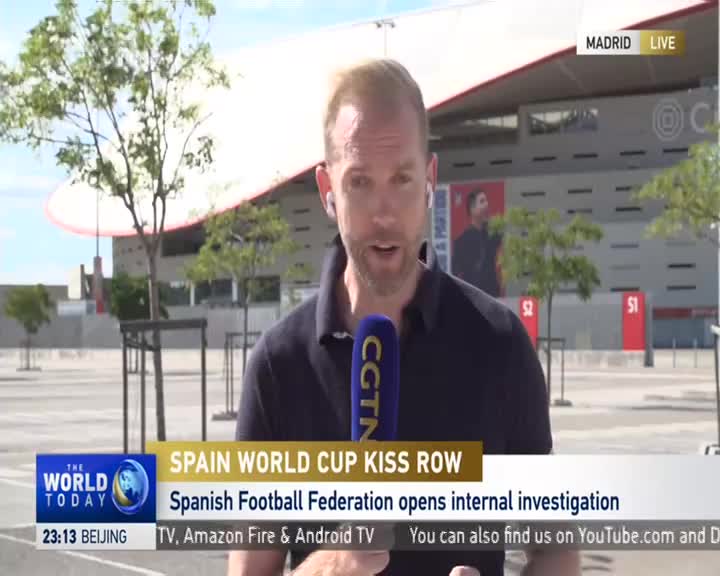 MADRID LIVE
C
S2
S1
CGTN
SPAIN WORLD CUP KISS ROW
THE WORLD TODAY
Spanish Football Federation opens internal investigation
23:13 BEIJING
TV, Amazon Fire & Android TV You can also find us on YouTube.com and D